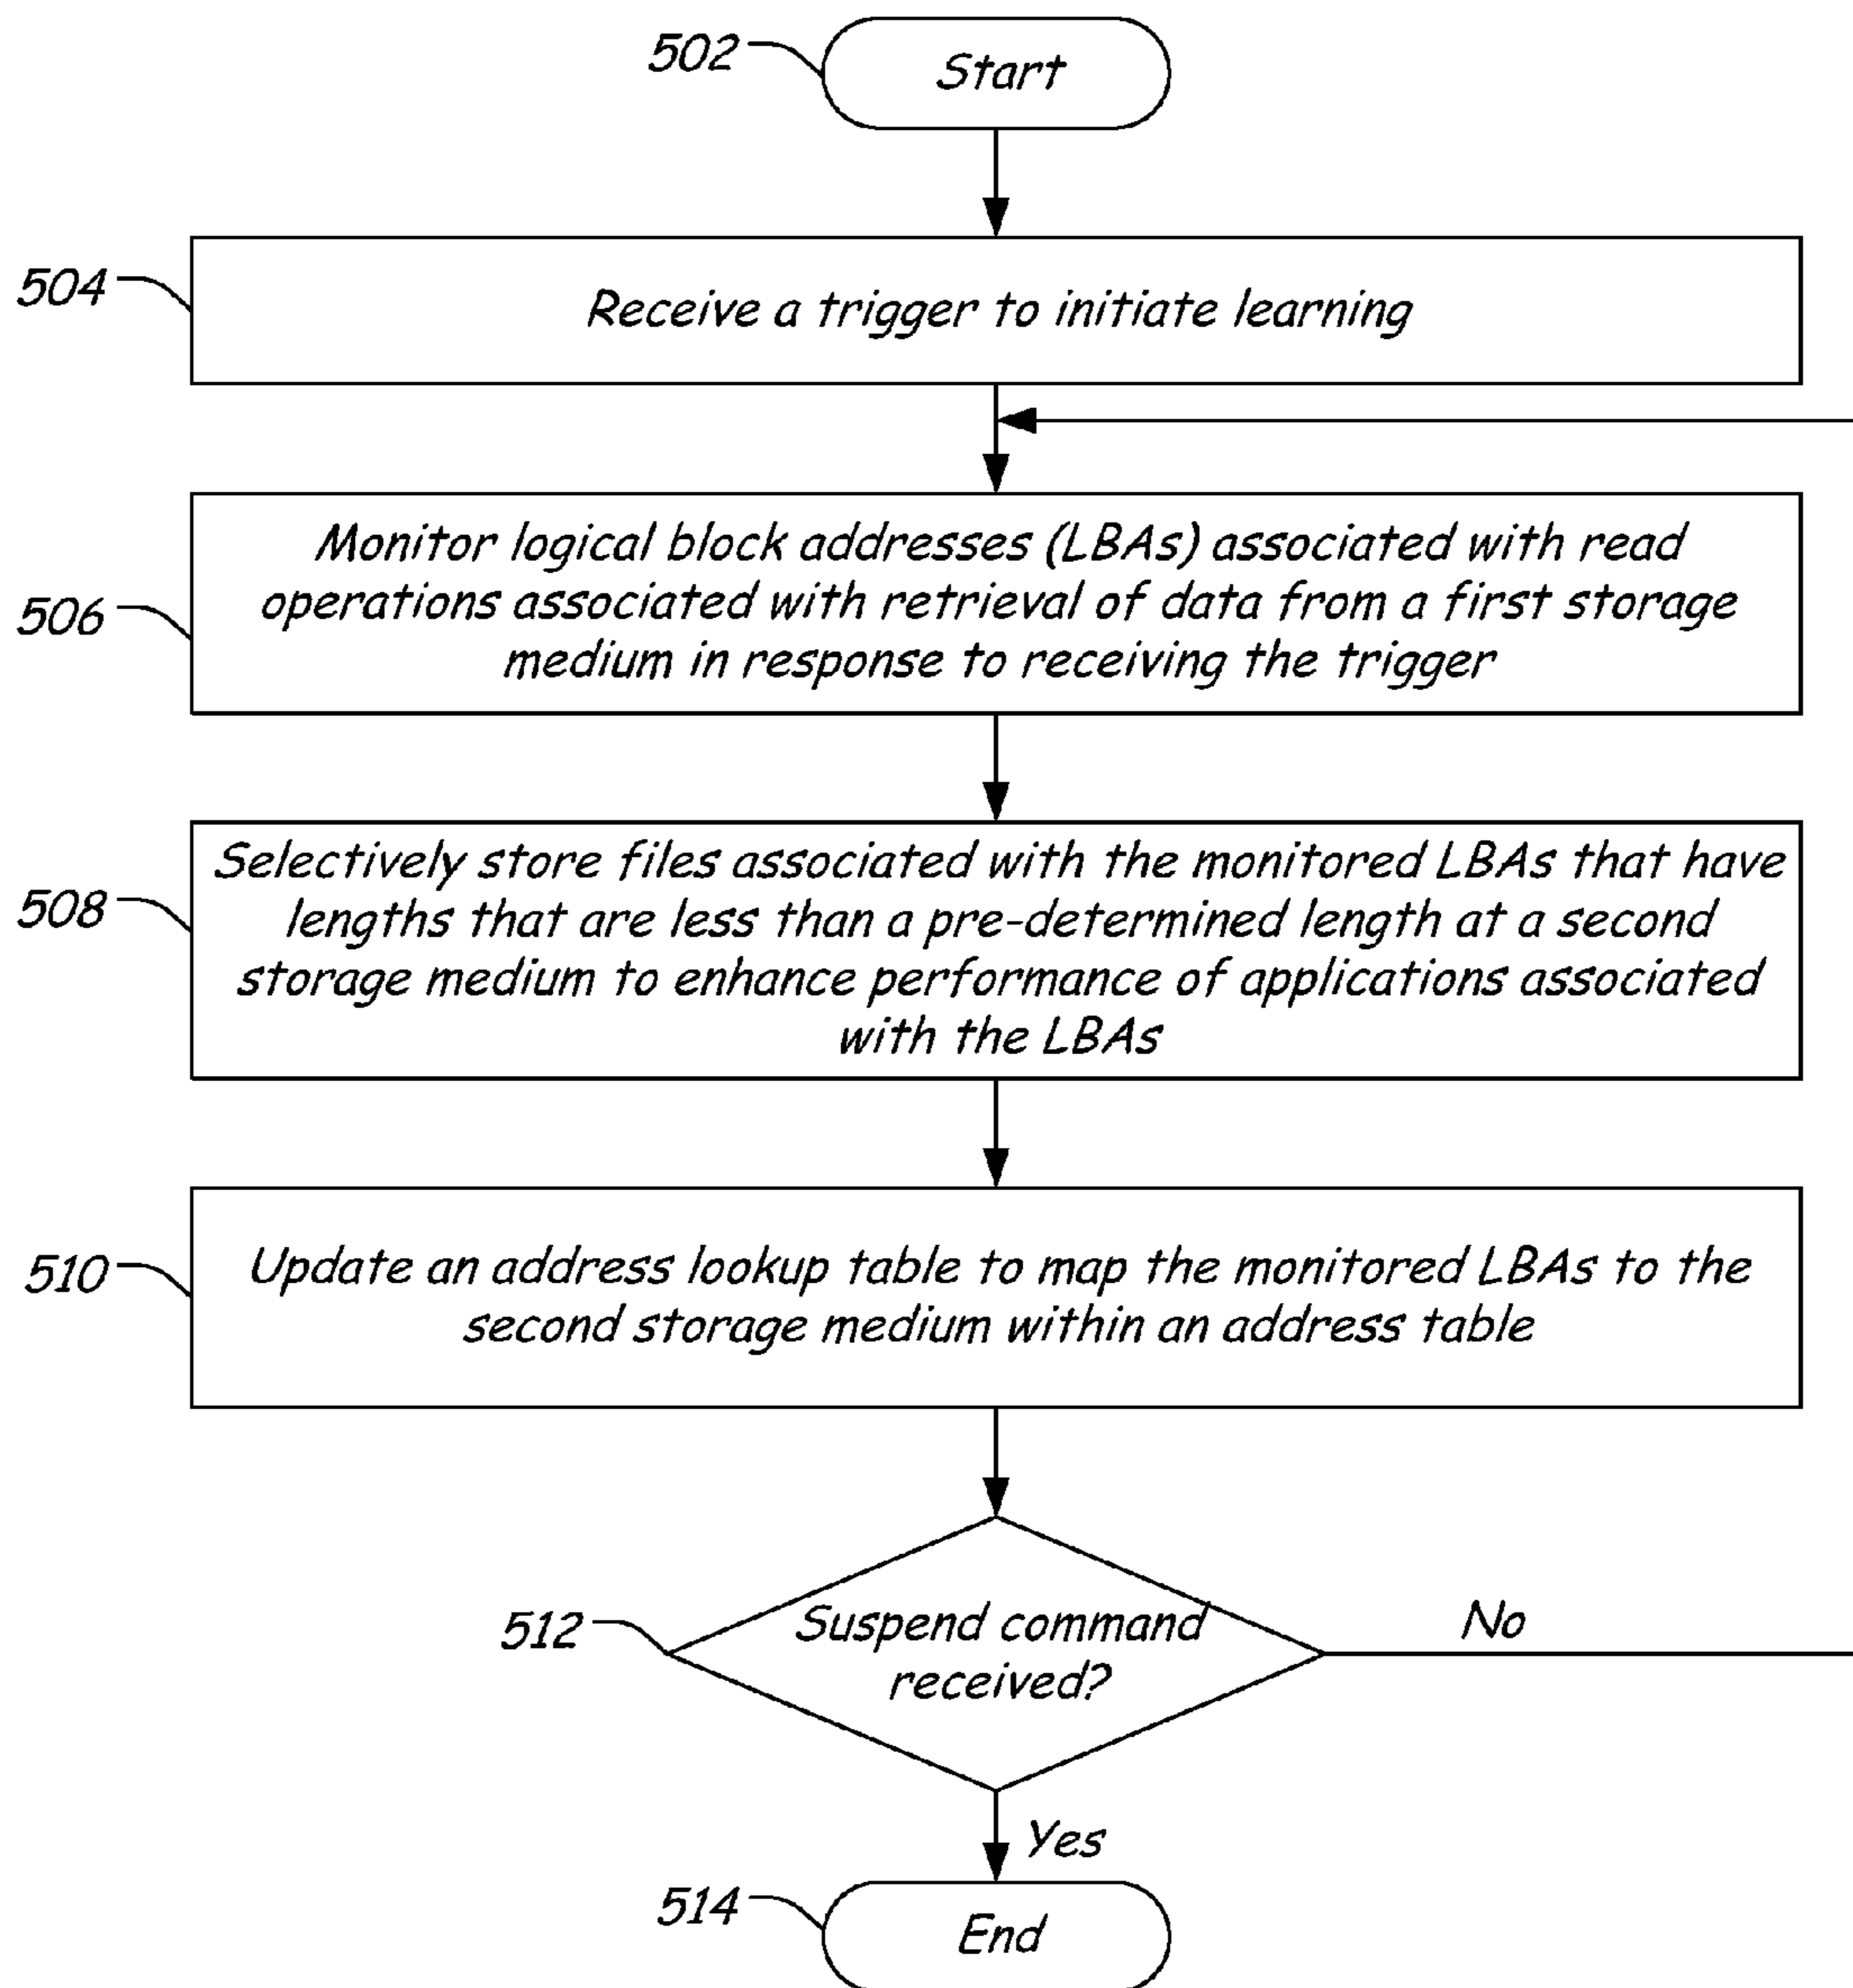 502
Start
504
Receive a trigger to initiate learning
506
Monitor logical block addresses (LBAs) associated with read
operations associated with retrieval of data from a first storage
medium in response to receiving the trigger
508
Selectively store files associated with the monitored LBAs that have
lengths that are less than a pre-determined length at a second
storage medium to enhance performance of applications associated
with the LBAs
510
Update an address lookup table to map the monitored LBAs to the
second storage medium within an address table
512
Suspend command
received?
No
Yes
514
End